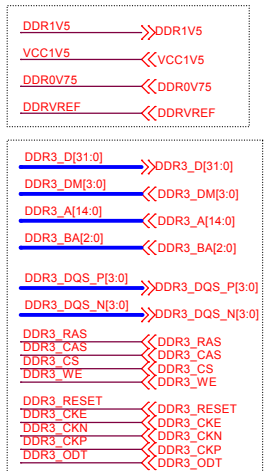 DDR1V5 DDR1V5
VCC1V5 VCC1V5
DDR0V75 DDR0V75
DDRVREF DDRVREF
DDR3_D[31:0] DDR3_D[31:0]
DDR3_DM[3:0] DDR3_DM[3:0]
DDR3_A[14:0] DDR3_A[14:0]
DDR3_BA[2:0] DDR3_BA[2:0]
DDR3_DQS_P[3:0] DDR3_DQS_P[3:0]
DDR3_DQS_N[3:0] DDR3_DQS_N[3:0]
DDR3_RAS DDR3_RAS
DDR3_CAS DDR3_CAS
DDR3_CS DDR3_CS
DDR3_WE DDR3_WE
DDR3_RESET DDR3_RESET
DDR3_CKE DDR3_CKE
DDR3_CKN DDR3_CKN
DDR3_CKP DDR3_CKP
DDR3_ODT DDR3_ODT